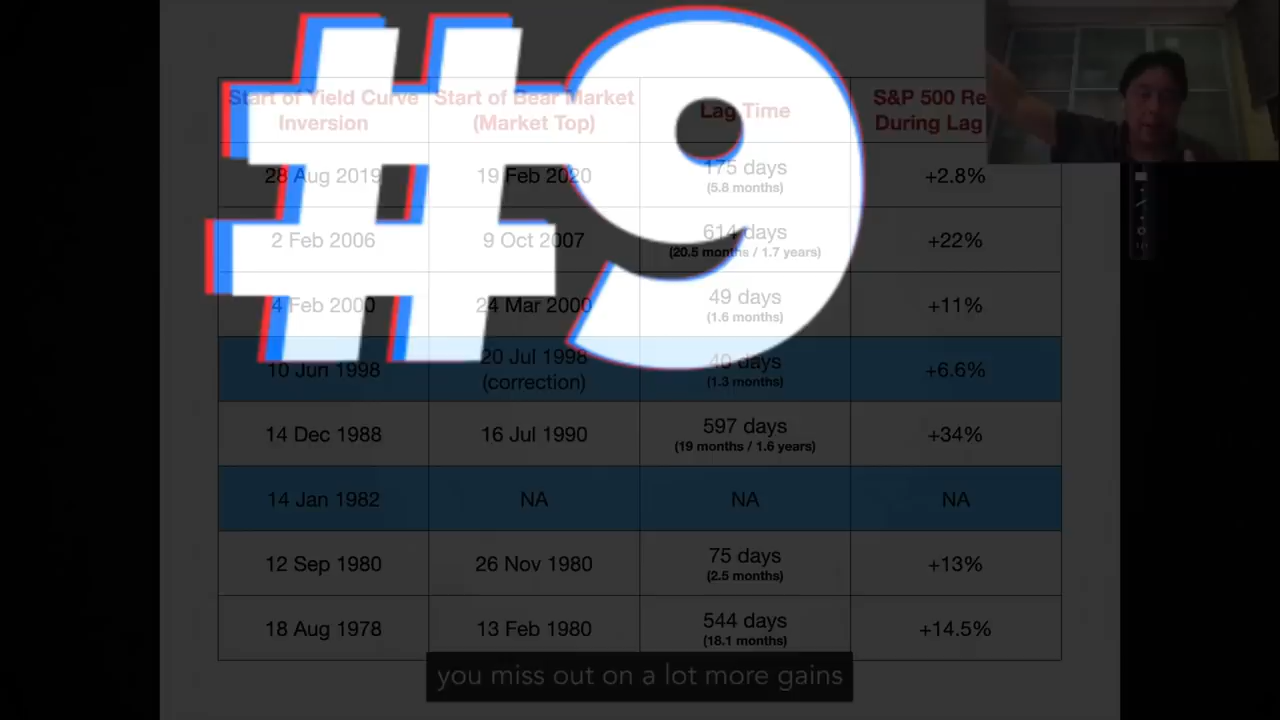 #9
Start of Yield Curve
Inversion
Start of Bear Market
(Market Top)
Lag Time
S&P 500 Re
During Lag
28 Aug 2019
19 Feb 2020
175 days
(5.8 months)
+2.8%
2 Feb 2006
9 Oct 2007
614 days
(20.5 months / 1.7 years)
+22%
4 Feb 2000
24 Mar 2000
49 days
(1.6 months)
+11%
10 Jun 1998
20 Jul 1998
(correction)
40 days
(1.3 months)
+6.6%
14 Dec 1988
16 Jul 1990
597 days
(19 months / 1.6 years)
+34%
14 Jan 1982
NA
NA
NA
12 Sep 1980
26 Nov 1980
75 days
(2.5 months)
+13%
18 Aug 1978
13 Feb 1980
544 days
(18.1 months)
+14.5%
you miss out on a lot more gains